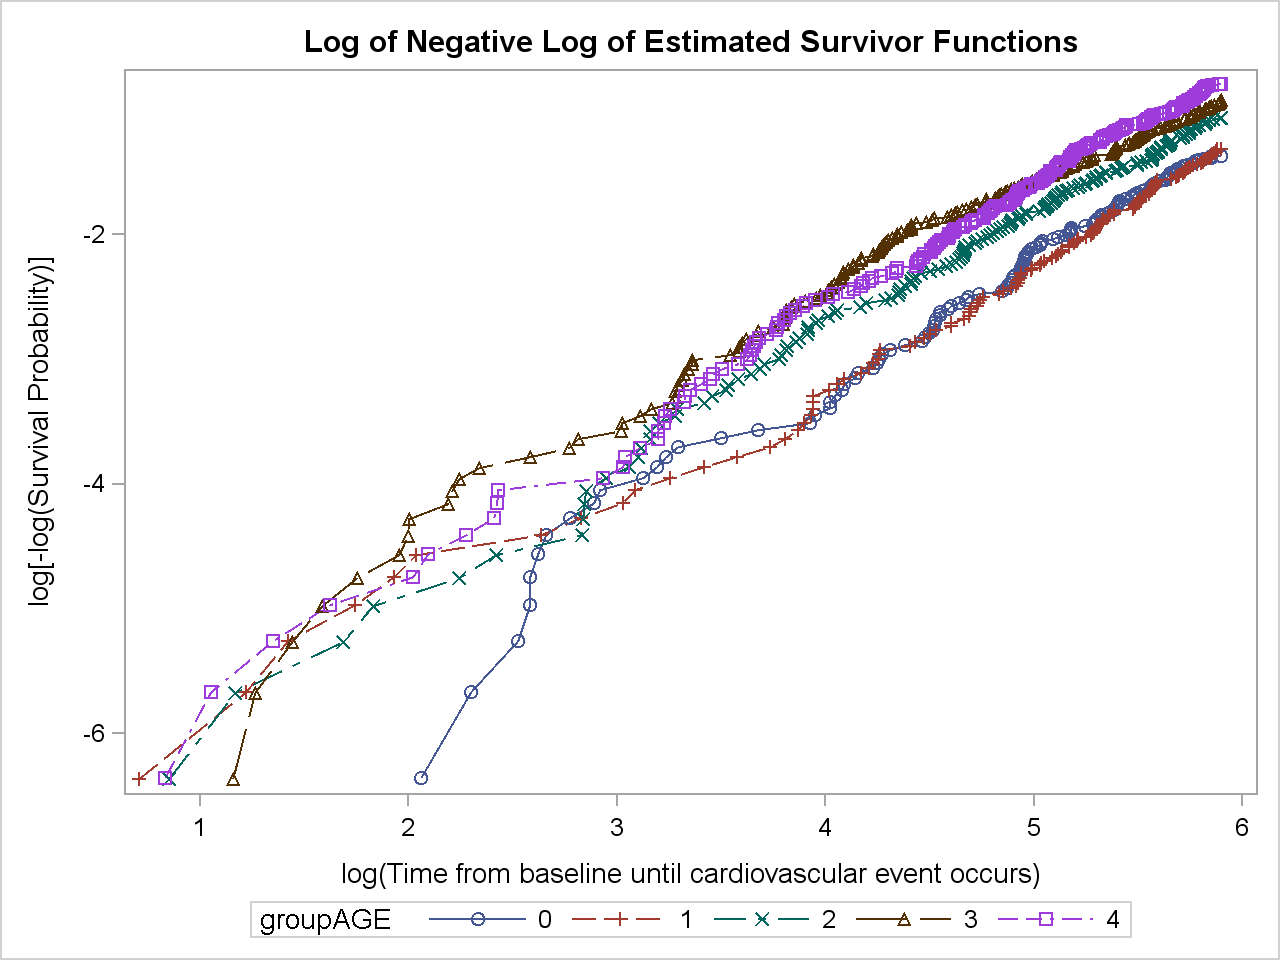 Log of Negative Log of Estimated Survivor Functions
log[-log(Survival Probability)]
-2
-4
-6
1 2 3 4 5 6
log(Time from baseline until cardiovascular event occurs)
groupAGE 0 1 2 3 4